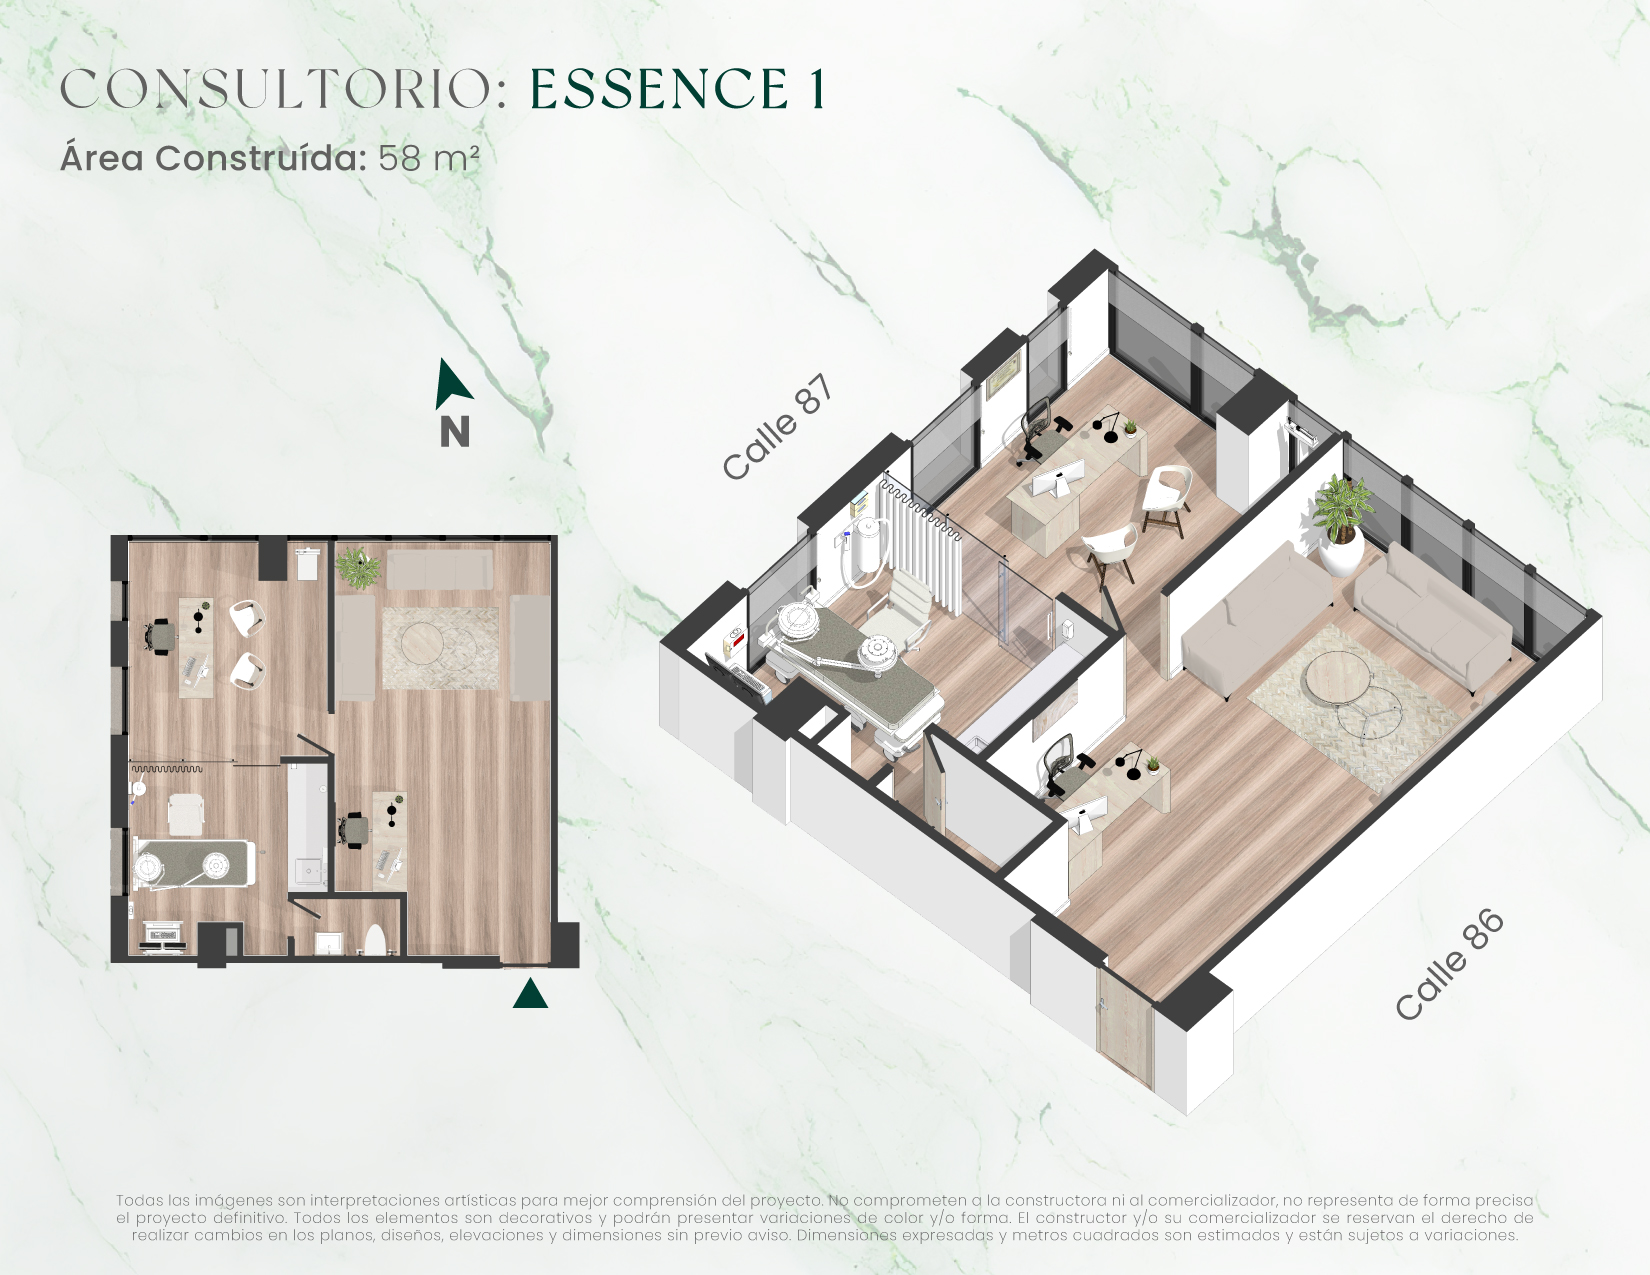 CONSULTORIO: ESSENCE 1
Área Construída: 58 m²
N
Calle 87
Calle 86
Todas las imágenes son interpretaciones artísticas para mejor comprensión del proyecto. No comprometen a la constructora ni al comercializador, no representa de forma precisa
el proyecto definitivo. Todos los elementos son decorativos y podrán presentar variaciones de color y/o forma. El constructor y/o su comercializador se reservan el derecho de
realizar cambios en los planos, diseños, elevaciones y dimensiones sin previo aviso. Dimensiones expresadas y metros cuadrados son estimados y están sujetos a variaciones.